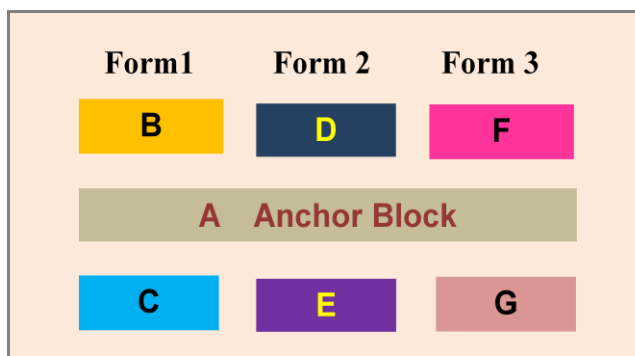 Form1 Form 2 Form 3
B D F
A Anchor Block
C E G